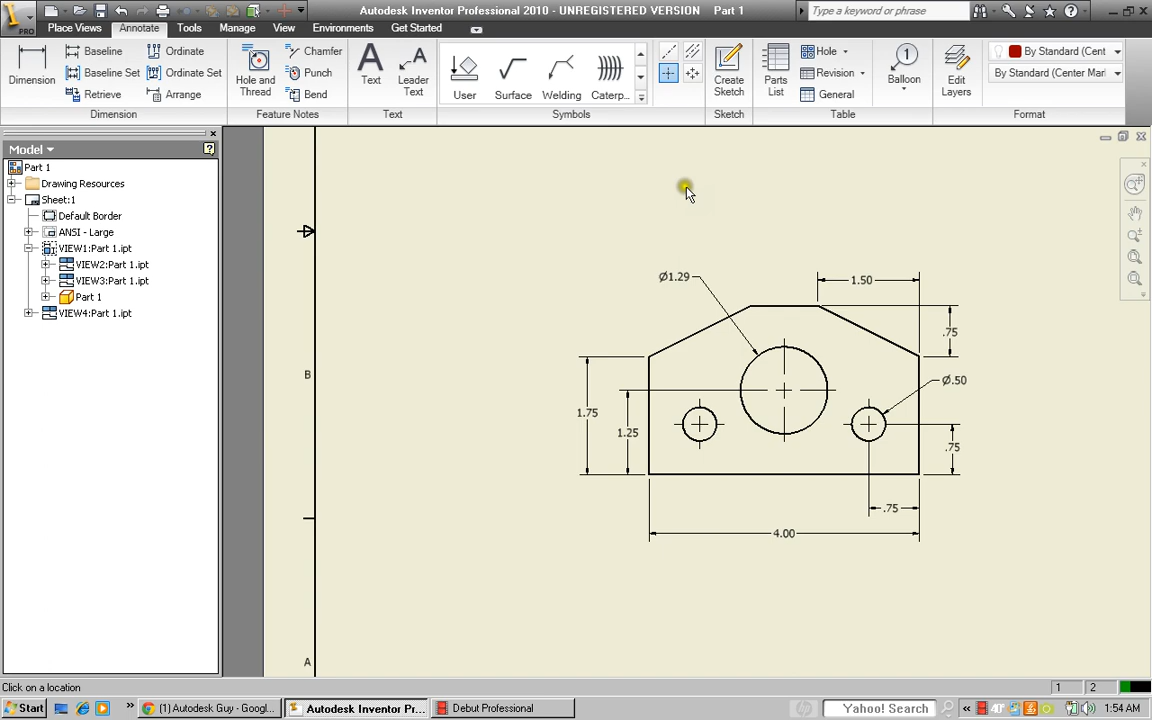 Autodesk Inventor Professional 2010 - UNREGISTERED VERSION Part 1
Type a keyword or phrase
PRO
Place Views Annotate Tools Manage View Environments Get Started
Dimension
Baseline
Baseline Set
Retrieve
Ordinate
Ordinate Set
Arrange
Hole and Thread
Chamfer
Punch
Bend
Text
Leader Text
User
Surface
Welding
Caterp...
Create Sketch
Parts List
Hole
Revision
General
1
Balloon
Edit Layers
By Standard (Cent
By Standard (Center Marl
Dimension Feature Notes Text Symbols Sketch Table Format
Model
Part 1
Drawing Resources
Sheet:1
Default Border
ANSI - Large
VIEW1:Part 1.ipt
VIEW2:Part 1.ipt
VIEW3:Part 1.ipt
Part 1
VIEW4:Part 1.ipt
Ø1.29
1.50
.75
B
Ø.50
1.75
1.25
.75
.75
4.00
A
Click on a location
1 2
Start
(1) Autodesk Guy - Googl...
Autodesk Inventor Pr...
Debut Professional
Yahoo! Search
40°
1:54 AM